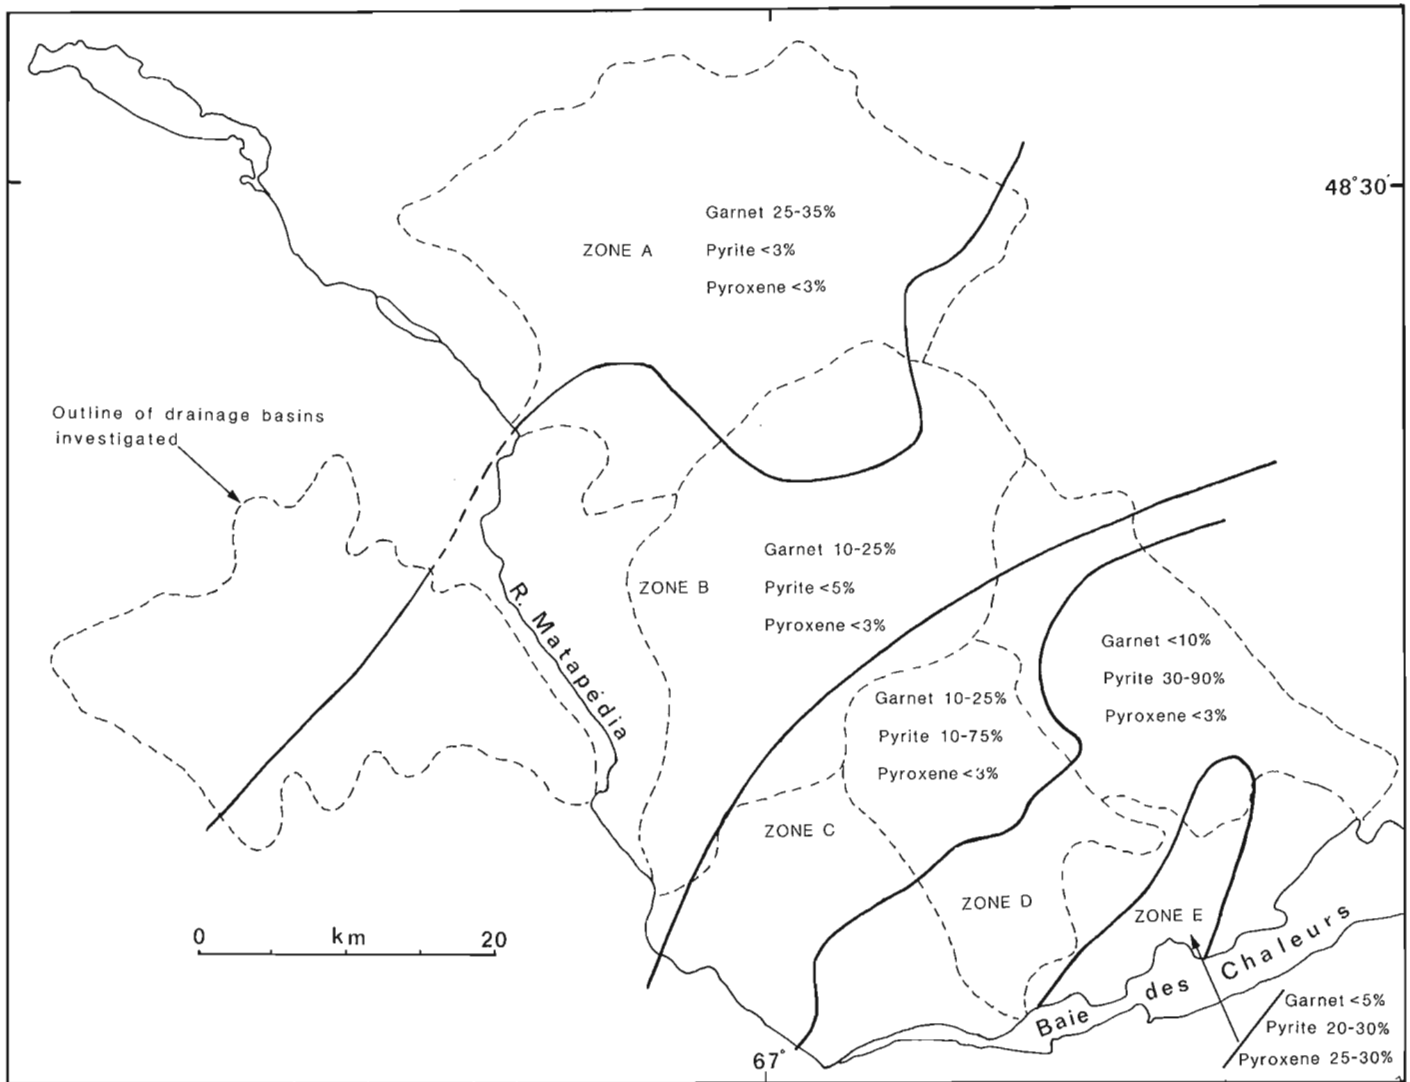 48°30'
Garnet 25-35%
ZONE A
Pyrite <3%
Pyroxene <3%
Outline of drainage basins
investigated
Garnet 10-25%
ZONE B
Pyrite <5%
Pyroxene <3%
R. Matapédia
Garnet <10%
Pyrite 30-90%
Pyroxene <3%
Garnet 10-25%
Pyrite 10-75%
Pyroxene <3%
ZONE C
ZONE D
ZONE E
0 km 20
Baie des Chaleurs
Garnet <5%
Pyrite 20-30%
Pyroxene 25-30%
67°